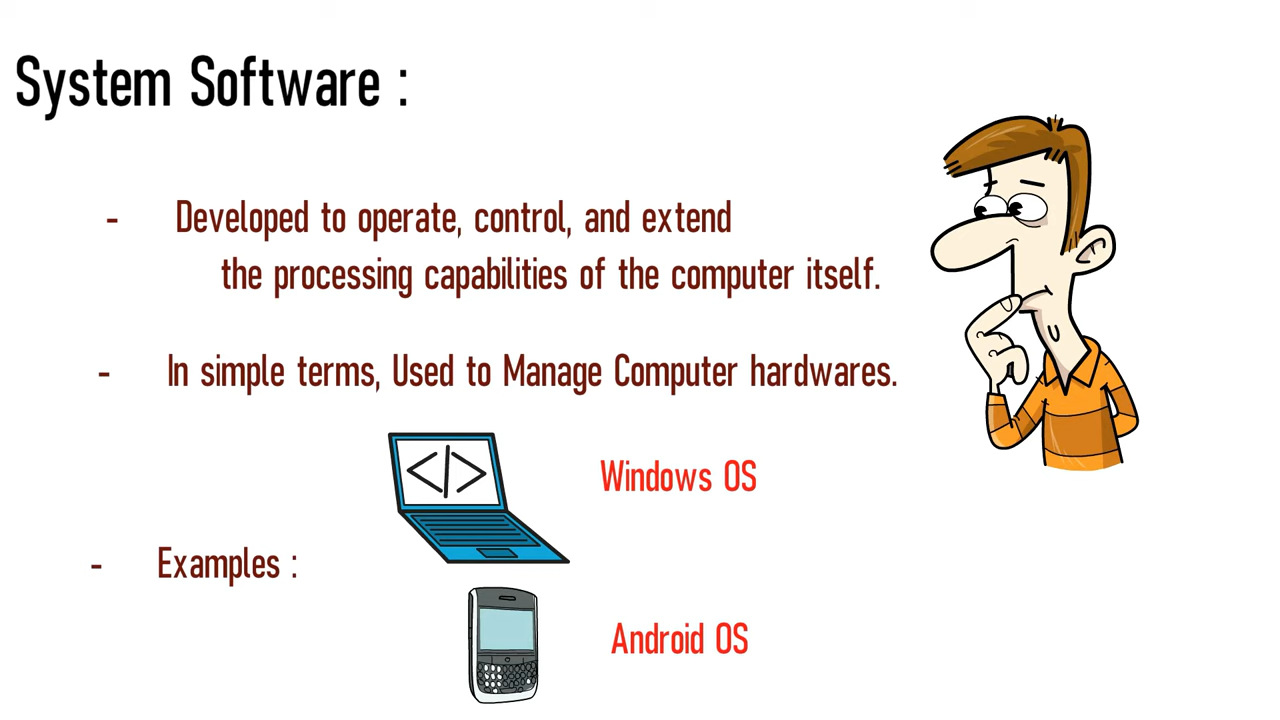 System Software :
- Developed to operate, control, and extend
the processing capabilities of the computer itself.
- In simple terms, Used to Manage Computer hardwares.
</>
Windows OS
- Examples :
Android OS